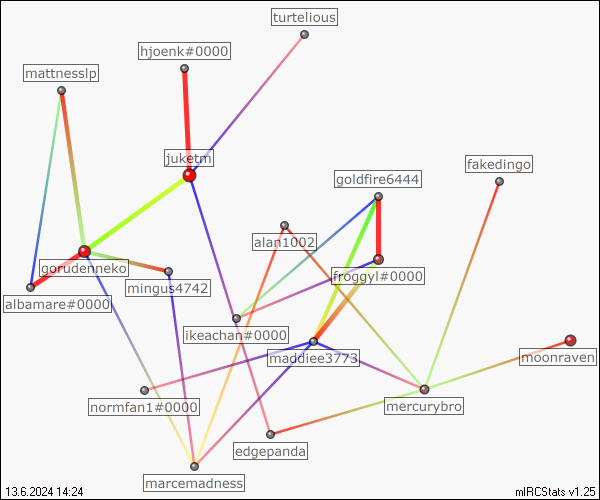 turtelious
hjoenk#0000
mattnesslp
juketm
fakedingo
goldfire6444
alan1002
gorudenneko
froggyl#0000
mingus4742
albamare#0000
ikeachan#0000
maddiee3773
moonraven
normfan1#0000
mercurybro
edgepanda
marcemadness
13.6.2024 14:24
mIRCStats v1.25